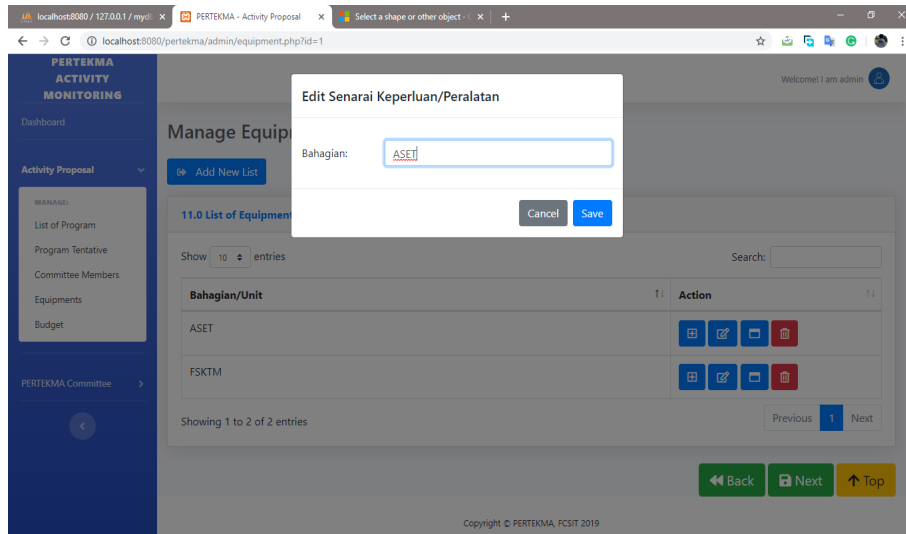 localhost:8080 / 127.0.0.1 / mydb
PERTEKMA - Activity Proposal
Select a shape or other object -
localhost:8080/pertekma/admin/equipment.php?id=1
PERTEKMA
ACTIVITY
MONITORING
Welcome! I am admin
Dashboard
Activity Proposal
MANAGE:
List of Program
Program Tentative
Committee Members
Equipments
Budget
PERTEKMA Committee
Edit Senarai Keperluan/Peralatan
Bahagian: ASET
Cancel Save
Manage Equip
Add New List
11.0 List of Equipment
Show 10 entries Search:
Bahagian/Unit Action
ASET
FSKTM
Showing 1 to 2 of 2 entries Previous 1 Next
Back Next Top
Copyright © PERTEKMA, FCSIT 2019